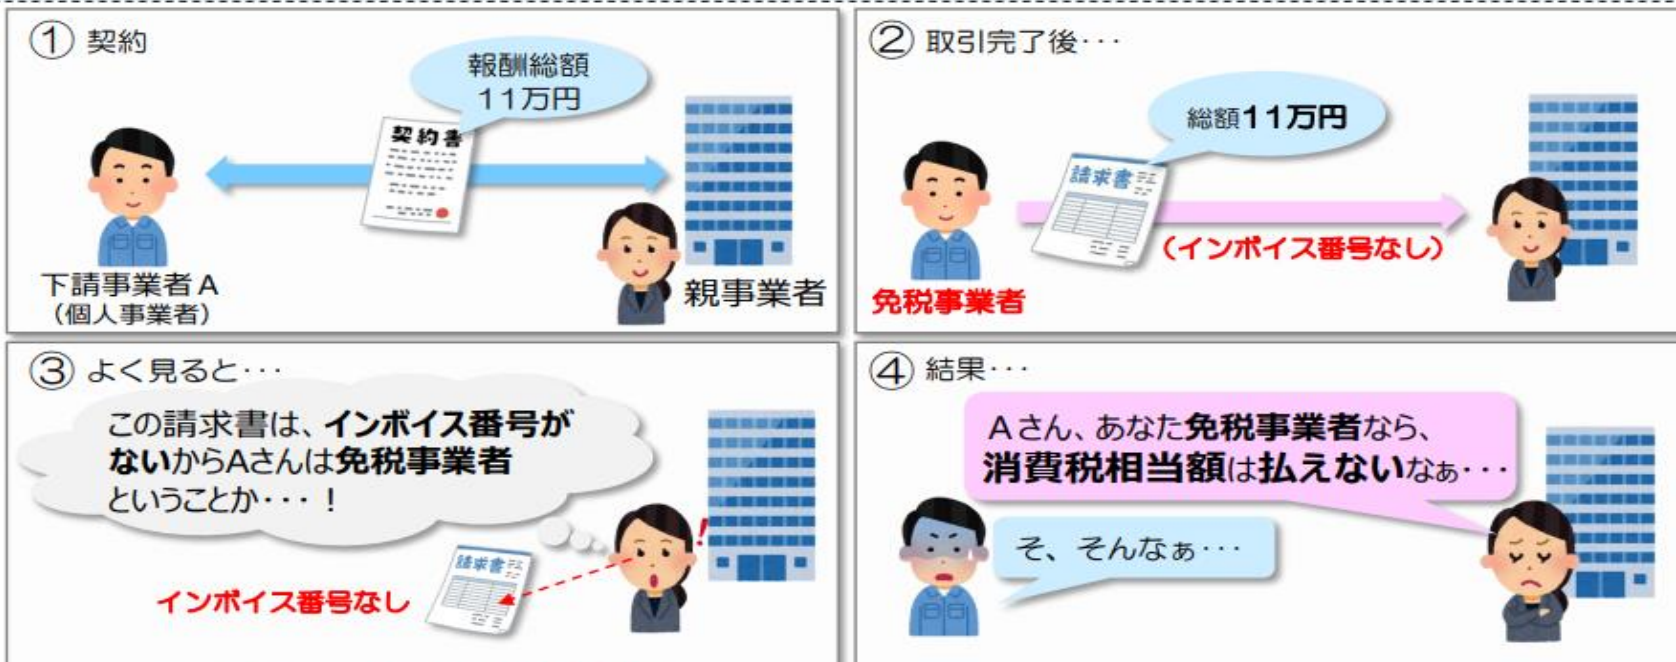 ① 契約
報酬総額
11万円
契約書
下請事業者A
（個人事業者）
親事業者
② 取引完了後･･･
総額11万円
請求書
（インボイス番号なし）
免税事業者
③ よく見ると･･･
この請求書は、インボイス番号が
ないからAさんは免税事業者
ということか･･･！
請求書
インボイス番号なし
!
④ 結果･･･
Aさん、あなた免税事業者なら、
消費税相当額は払えないなぁ･･･
そ、そんなぁ･･･